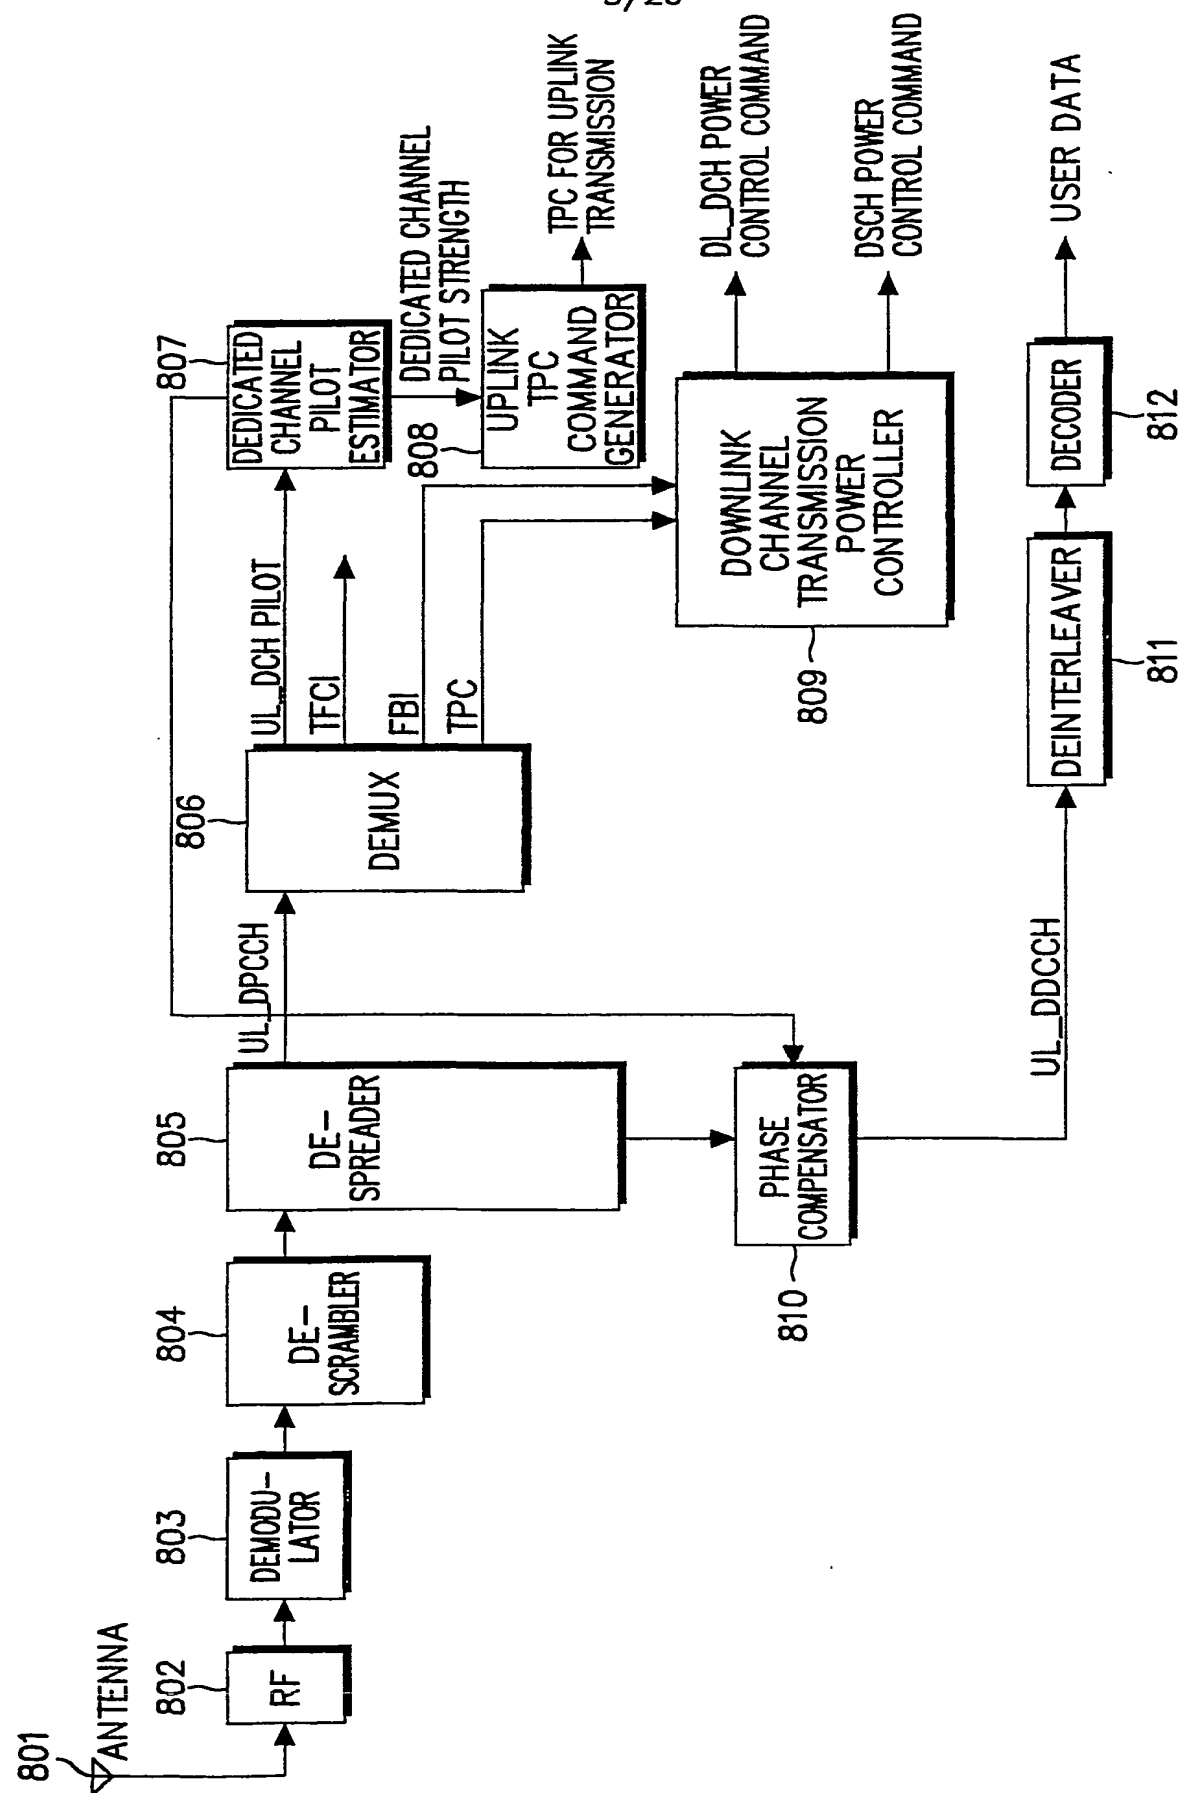 801
ANTENNA
802
RF
803
DEMODU-
LATOR
804
DE-
SCRAMBLER
805
DE-
SPREADER
UL_DPCCH
806
DEMUX
UL_DCH PILOT
TFCI
FBI
TPC
807
DEDICATED
CHANNEL
PILOT
ESTIMATOR
DEDICATED CHANNEL
PILOT STRENGTH
808
UPLINK
TPC
COMMAND
GENERATOR
TPC FOR UPLINK
TRANSMISSION
809
DOWNLINK
CHANNEL
TRANSMISSION
POWER
CONTROLLER
DL_DCH POWER
CONTROL COMMAND
DSCH POWER
CONTROL COMMAND
810
PHASE
COMPENSATOR
UL_DDCCH
811
DEINTERLEAVER
812
DECODER
USER DATA